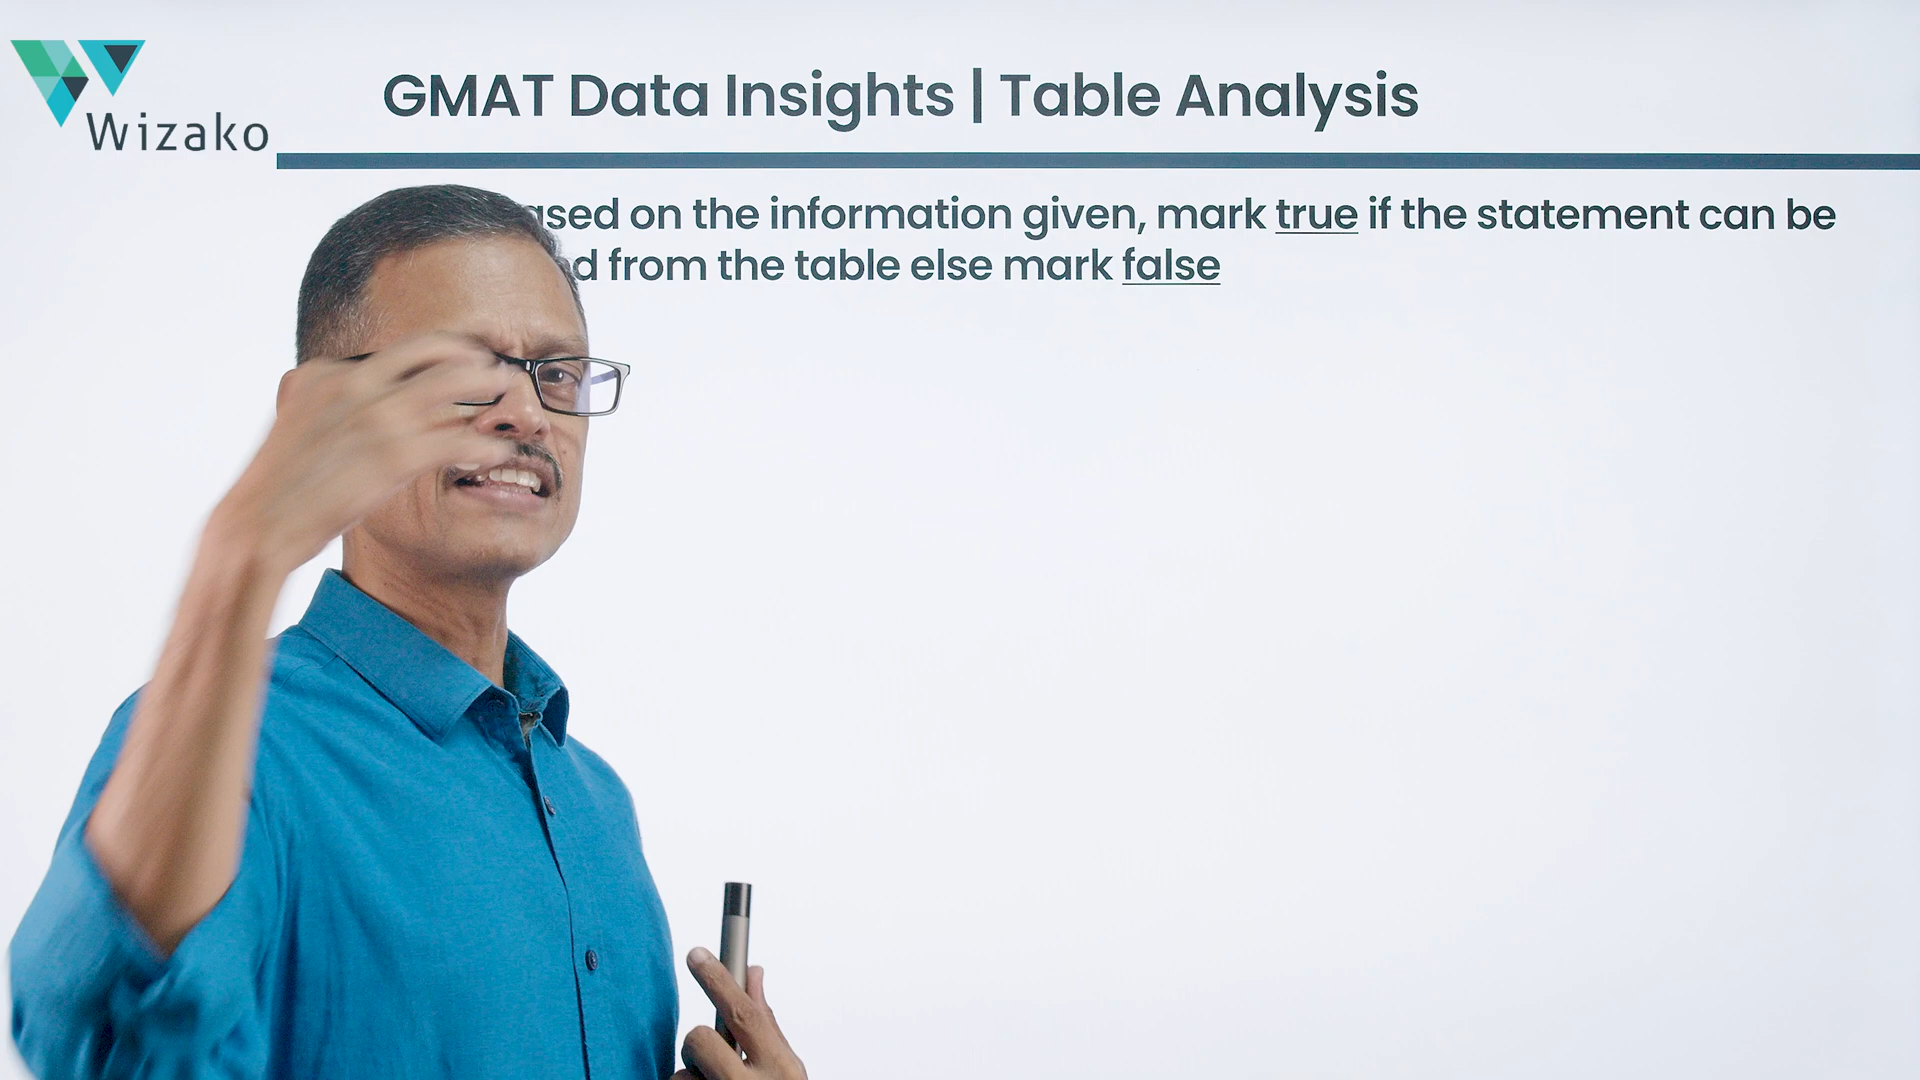 Wizako
GMAT Data Insights | Table Analysis
on the information given, mark true if the statement can be
from the table else mark false